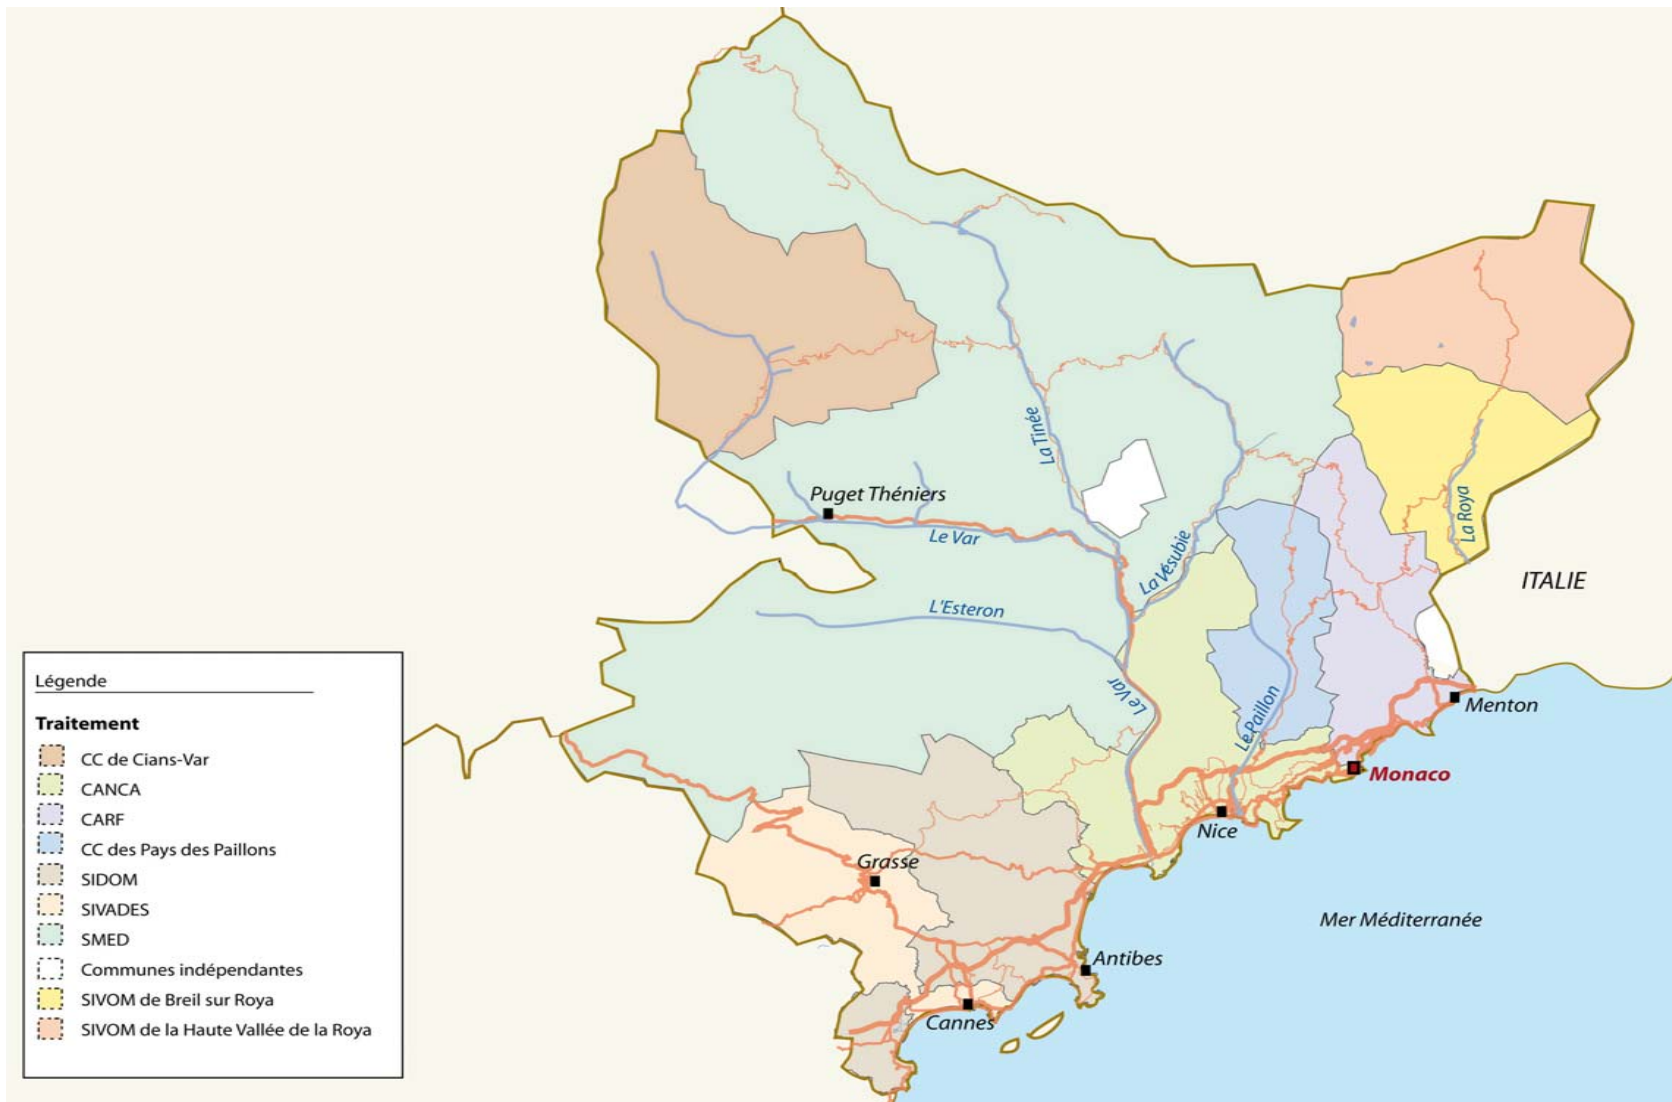 La Tinée
Puget Théniers
Le Var
La Vésubie
La Roya
ITALIE
L'Esteron
Le Var
Le Paillon
Menton
Monaco
Nice
Grasse
Mer Méditerranée
Antibes
Cannes
Légende
Traitement
CC de Cians-Var
CANCA
CARF
CC des Pays des Paillons
SIDOM
SIVADES
SMED
Communes indépendantes
SIVOM de Breil sur Roya
SIVOM de la Haute Vallée de la Roya